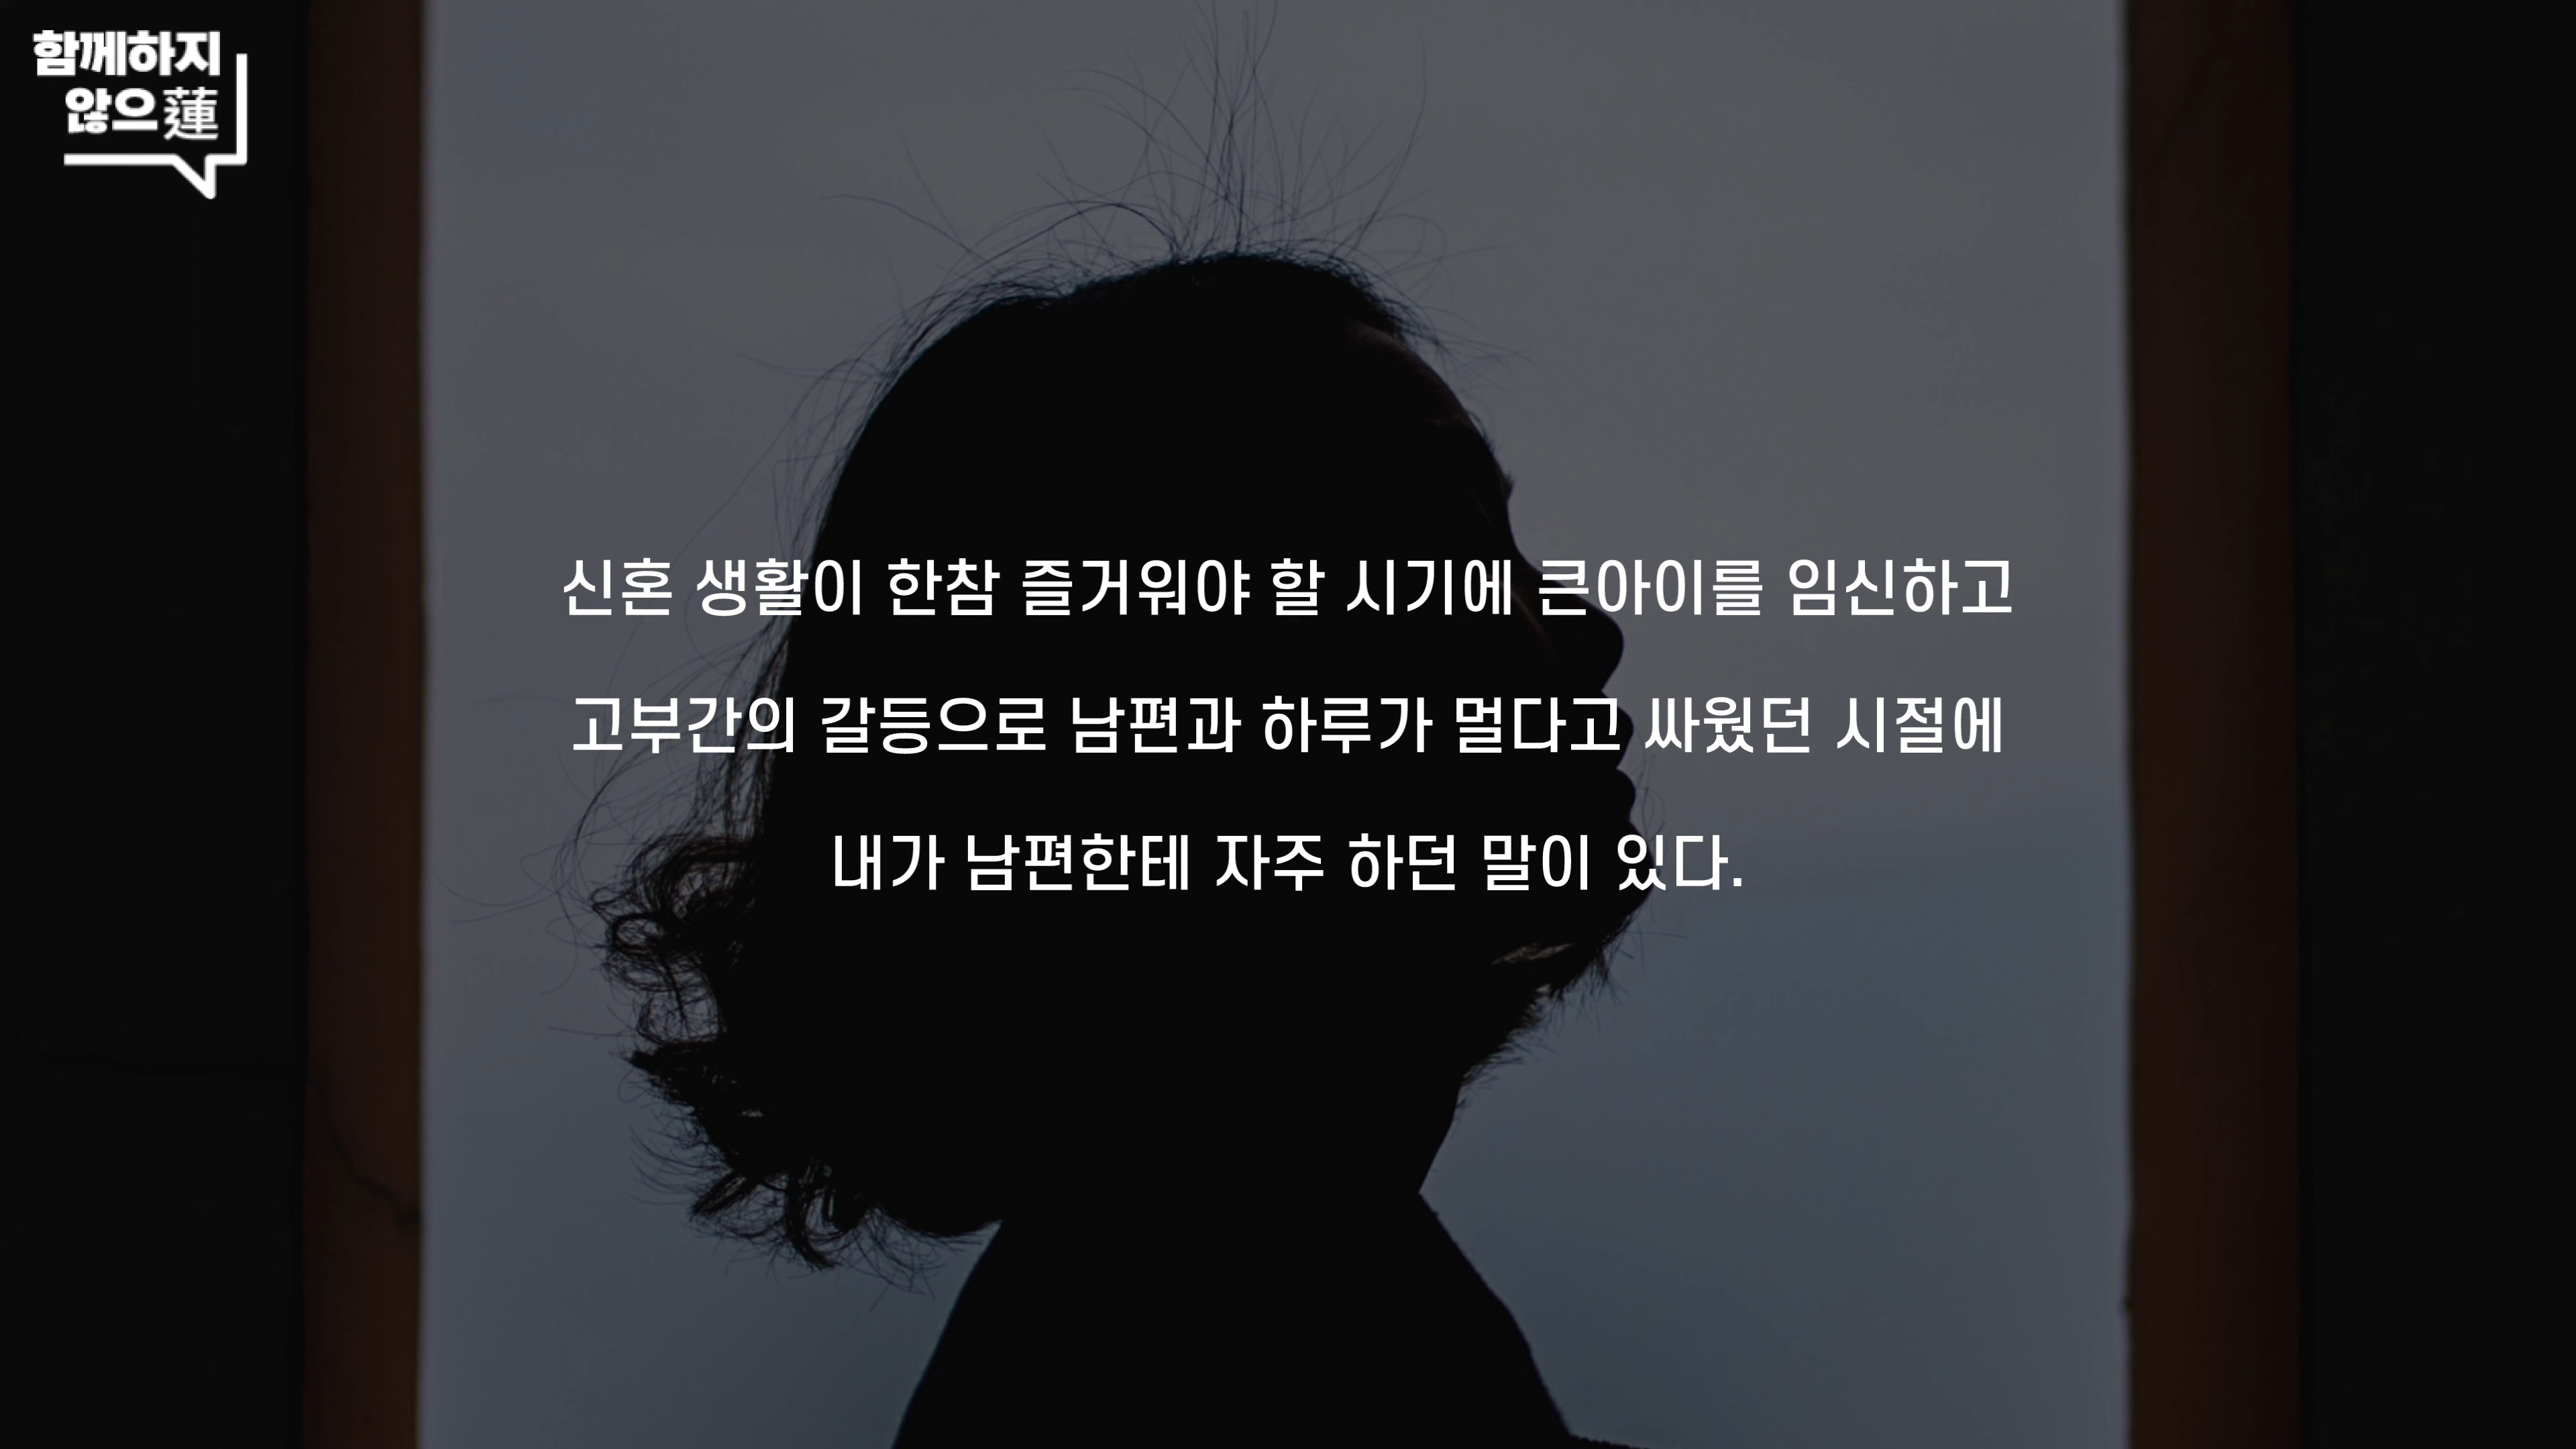 함께하지
않으蓮
신혼 생활이 한참 즐거워야 할 시기에 큰아이를 임신하고
고부간의 갈등으로 남편과 하루가 멀다고 싸웠던 시절에
내가 남편한테 자주 하던 말이 있다.